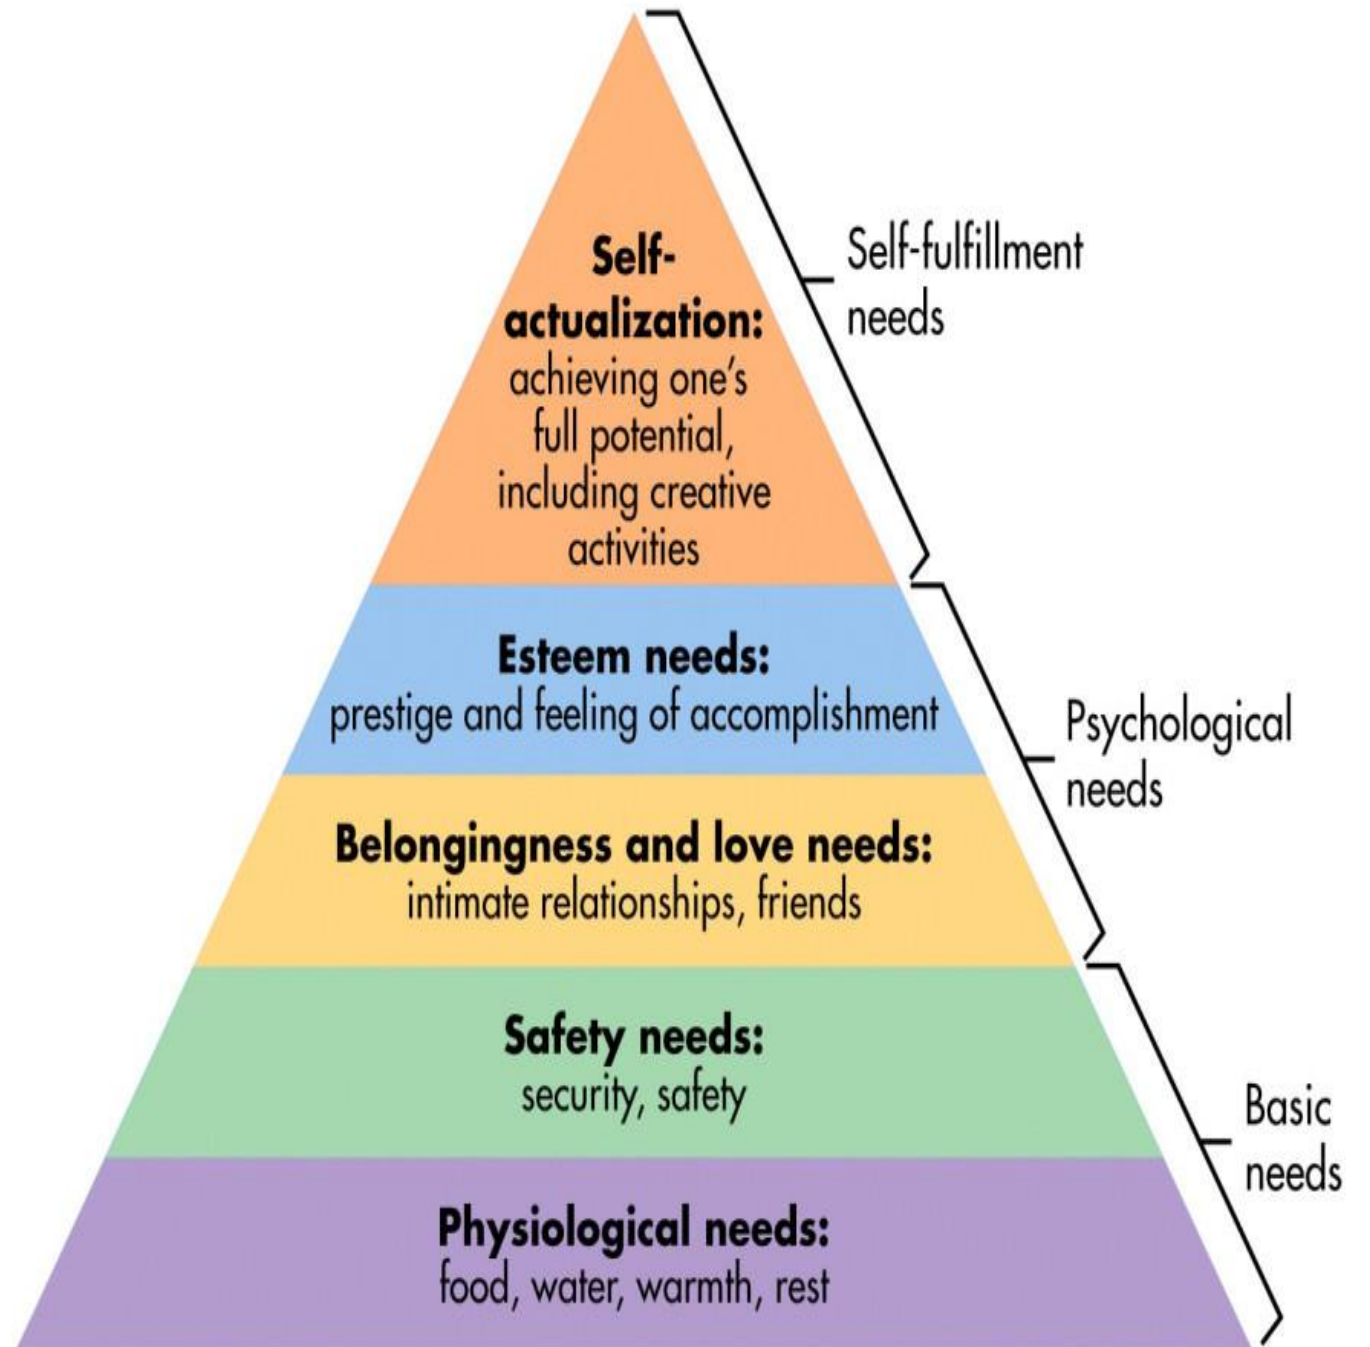 Self-
actualization:
achieving one's
full potential,
including creative
activities
Self-fulfillment
needs
Esteem needs:
prestige and feeling of accomplishment
Psychological
needs
Belongingness and love needs:
intimate relationships, friends
Safety needs:
security, safety
Basic
needs
Physiological needs:
food, water, warmth, rest